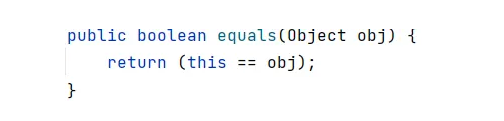 public boolean equals(Object obj) {
    return (this == obj);
}